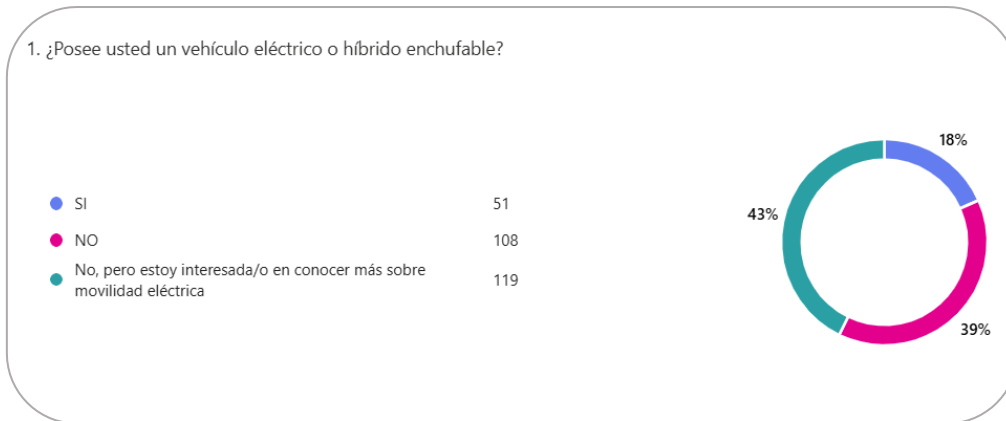 1. ¿Posee usted un vehículo eléctrico o híbrido enchufable?
SI 51
NO 108
No, pero estoy interesada/o en conocer más sobre
movilidad eléctrica
119
18%
43%
39%